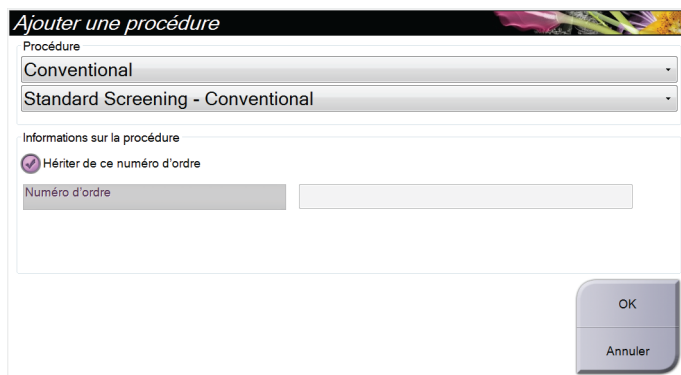 Ajouter une procédure
Procédure
Conventional
Standard Screening - Conventional
Informations sur la procédure
Hériter de ce numéro d'ordre
Numéro d'ordre
OK
Annuler